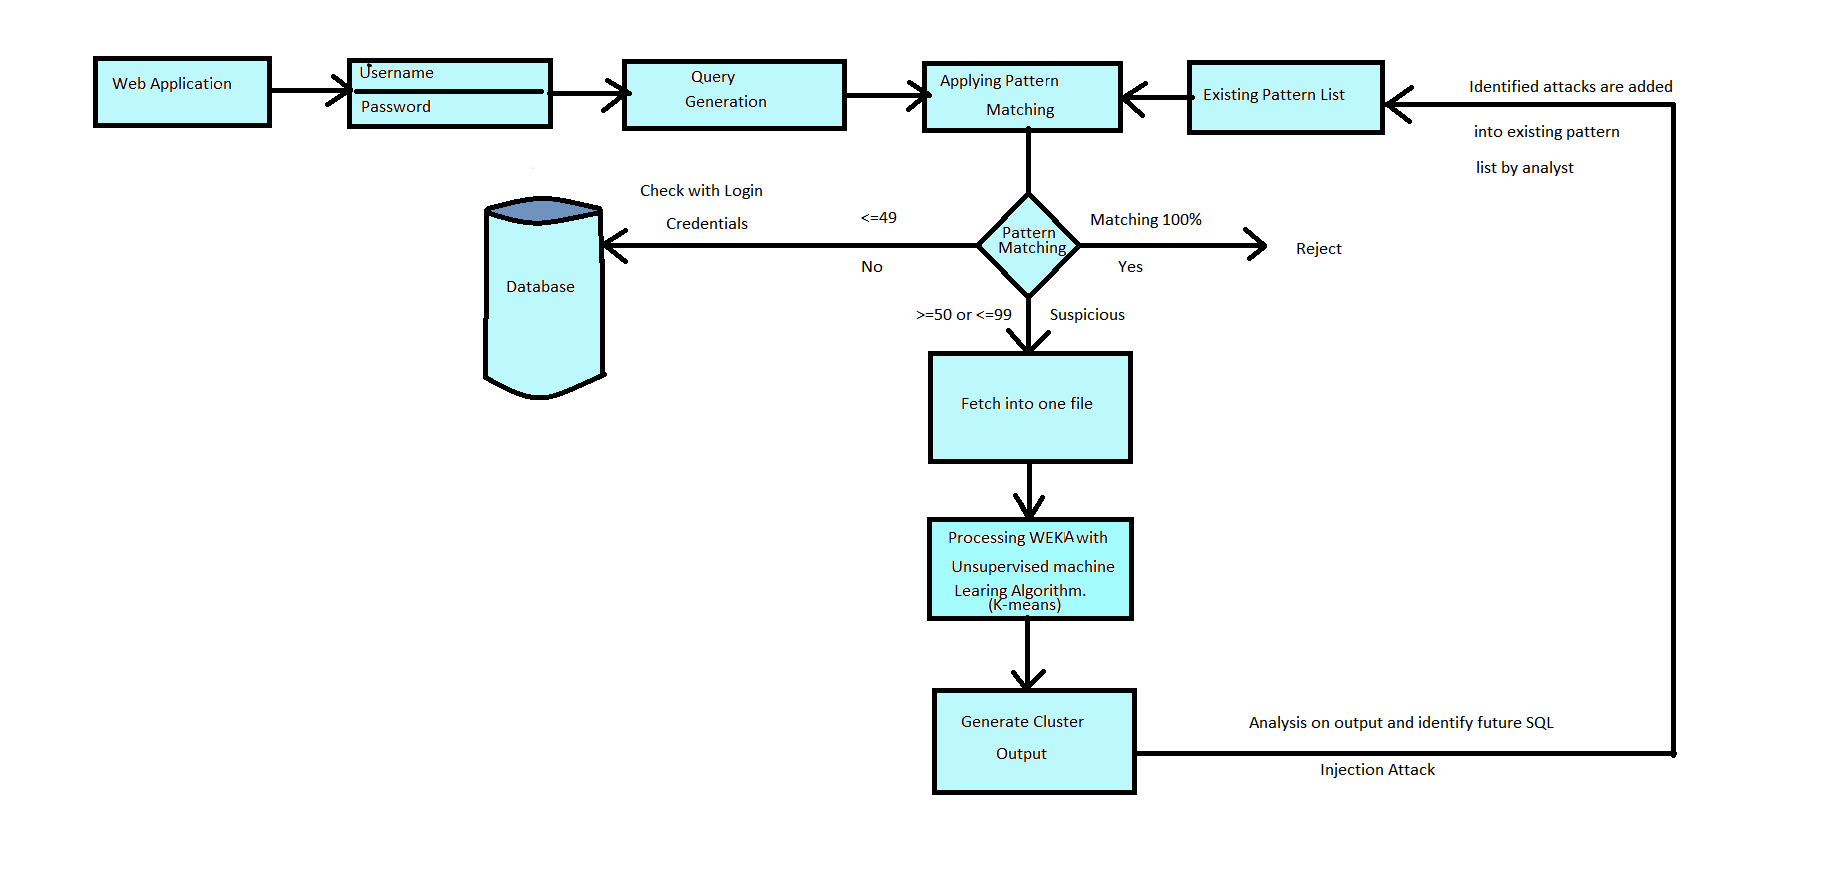 Web Application
Username
Password
Query
Generation
Applying Pattern
Matching
Existing Pattern List
Identified attacks are added
into existing pattern
list by analyst
Check with Login
Credentials
<=49
No
Pattern
Matching
Matching 100%
Yes
Reject
Database
>=50 or <=99
Suspicious
Fetch into one file
Processing WEKA with
Unsupervised machine
Learing Algorithm.
(K-means)
Generate Cluster
Output
Analysis on output and identify future SQL
Injection Attack